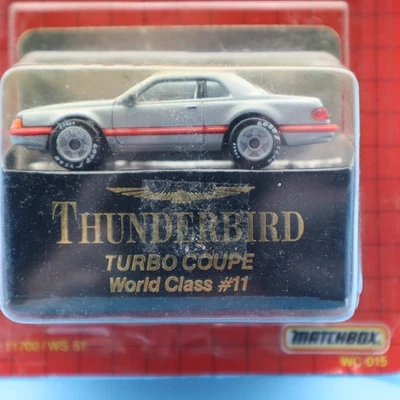 THUNDERBIRD
TURBO COUPE
World Class #11
MATCHBOX
WC 015